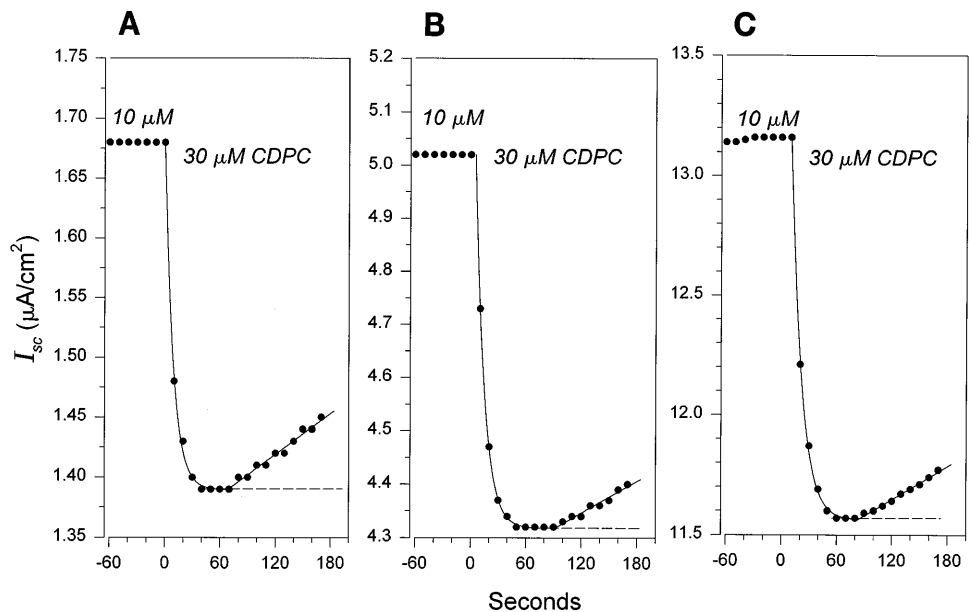 A B C
I_sc (μA/cm²)
1.75
1.70
1.65
1.60
1.55
1.50
1.45
1.40
1.35
10 μM
30 μM CDPC
-60 0 60 120 180
5.2
5.1
5.0
4.9
4.8
4.7
4.6
4.5
4.4
4.3
10 μM
30 μM CDPC
-60 0 60 120 180
13.5
13.0
12.5
12.0
11.5
10 μM
30 μM CDPC
-60 0 60 120 180
Seconds